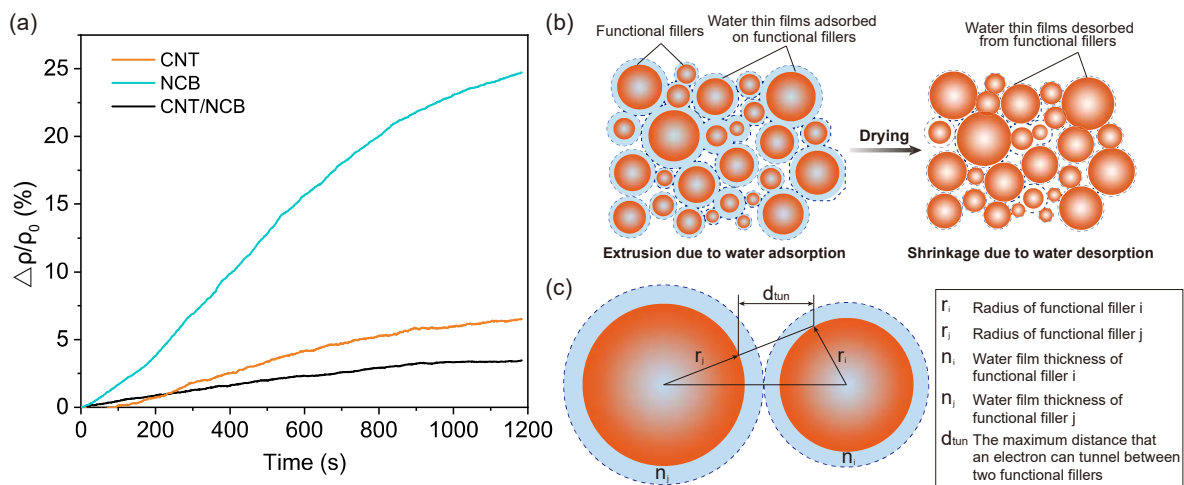 (a)
25
20
15
10
5
0
△ρ/ρ₀ (%)
CNT
NCB
CNT/NCB
0
200
400
600
800
1000
1200
Time (s)
(b)
Functional fillers
Water thin films adsorbed
on functional fillers
Drying
Water thin films desorbed
from functional fillers
Extrusion due to water adsorption
Shrinkage due to water desorption
(c)
dtun
rⱼ
rᵢ
nⱼ
nᵢ
rᵢ Radius of functional filler i
rⱼ Radius of functional filler j
nᵢ Water film thickness of
functional filler i
nⱼ Water film thickness of
functional filler j
dtun The maximum distance that
an electron can tunnel between
two functional fillers